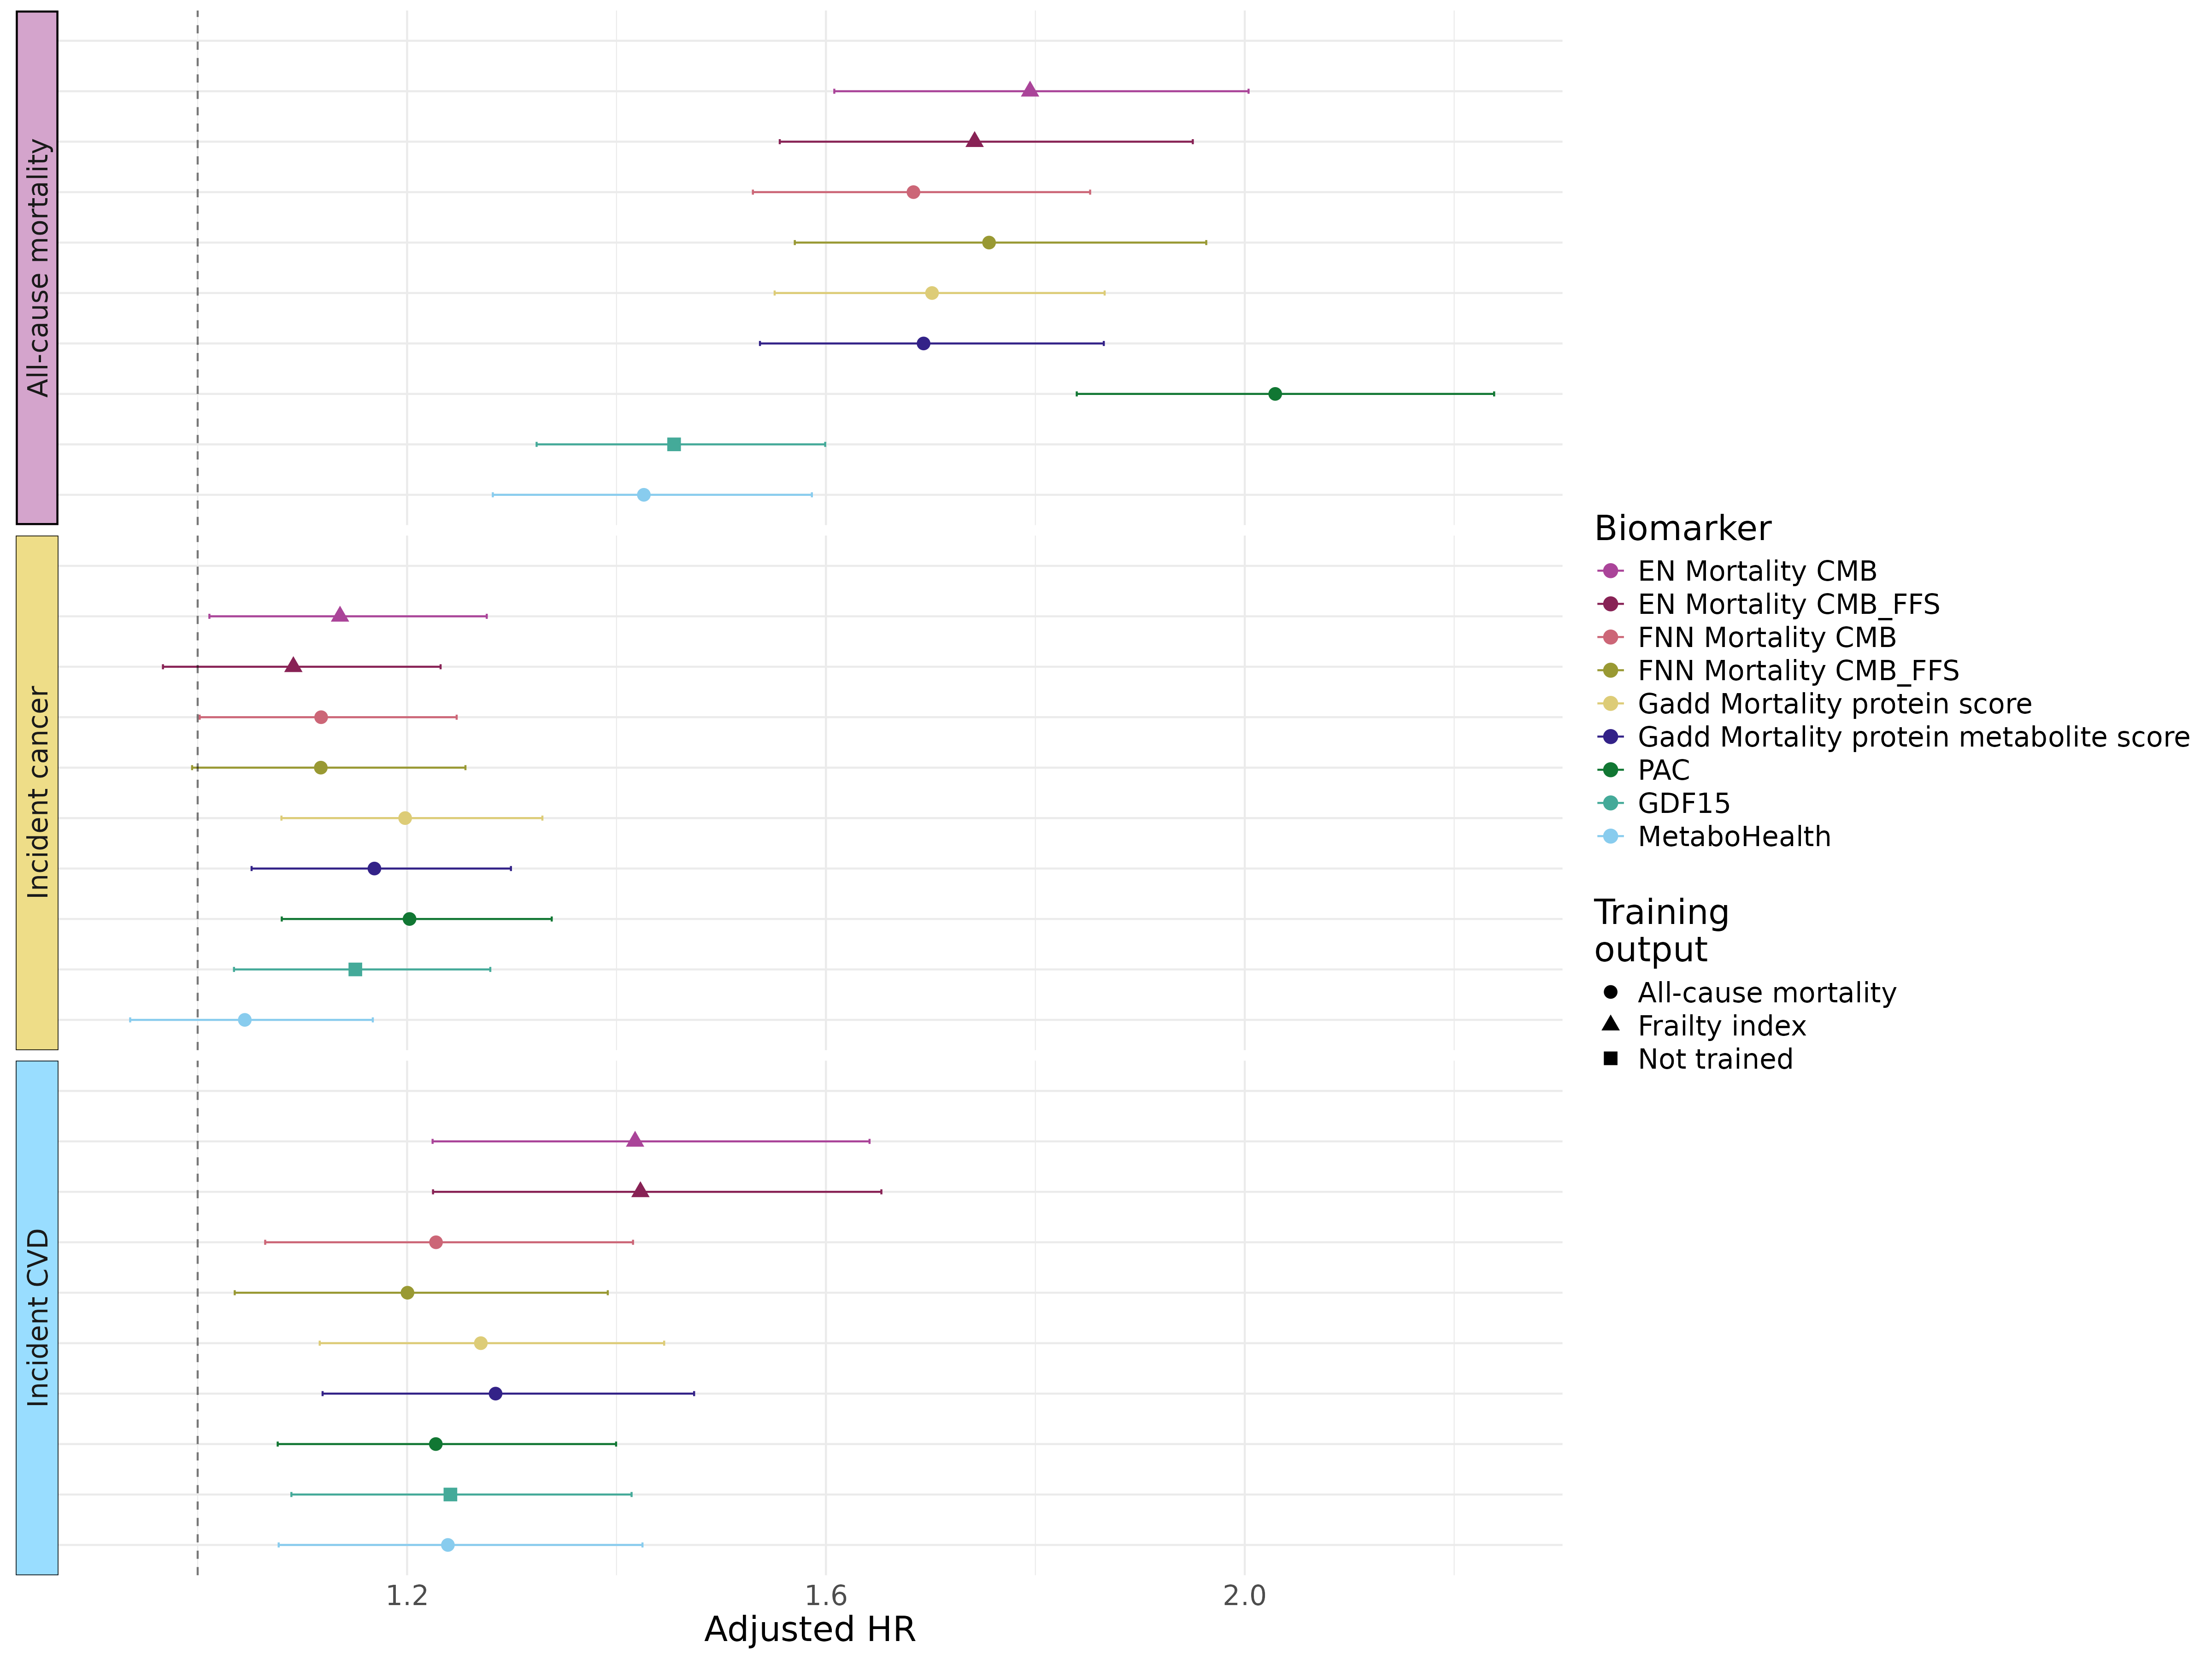 All-cause mortality
Incident cancer
Incident CVD
1.2
1.6
2.0
Adjusted HR
Biomarker
EN Mortality CMB
EN Mortality CMB_FFS
FNN Mortality CMB
FNN Mortality CMB_FFS
Gadd Mortality protein score
Gadd Mortality protein metabolite score
PAC
GDF15
MetaboHealth
Training
output
All-cause mortality
Frailty index
Not trained